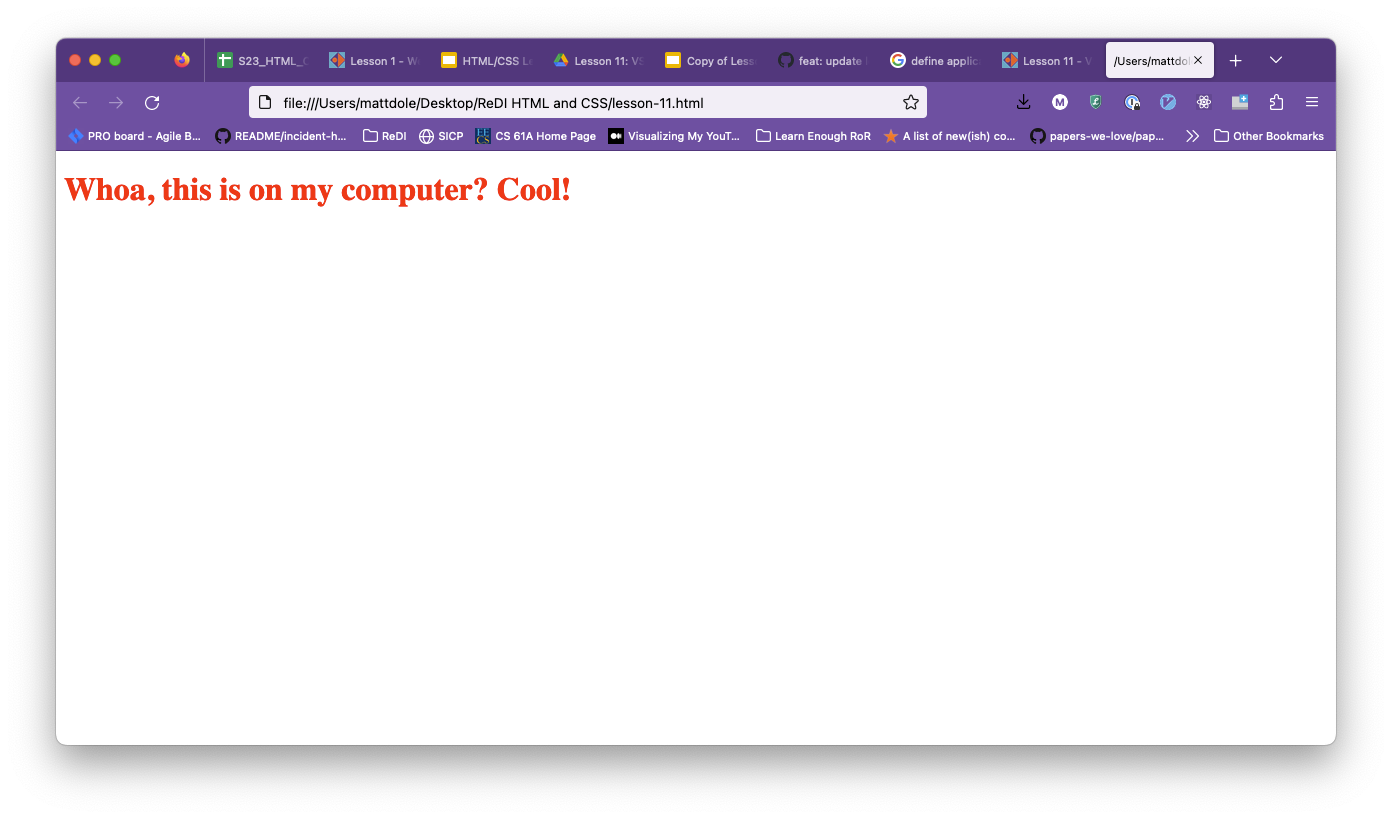 S23_HTML_C Lesson 1 - W HTML/CSS Le Lesson 11: VS Copy of Less feat: update define applic Lesson 11 - V /Users/mattdol
file:///Users/mattdole/Desktop/ReDI HTML and CSS/lesson-11.html
PRO board - Agile B... README/incident-h... ReDI SICP CS 61A Home Page Visualizing My YouT... Learn Enough RoR A list of new(ish) co... papers-we-love/pap... Other Bookmarks
Whoa, this is on my computer? Cool!